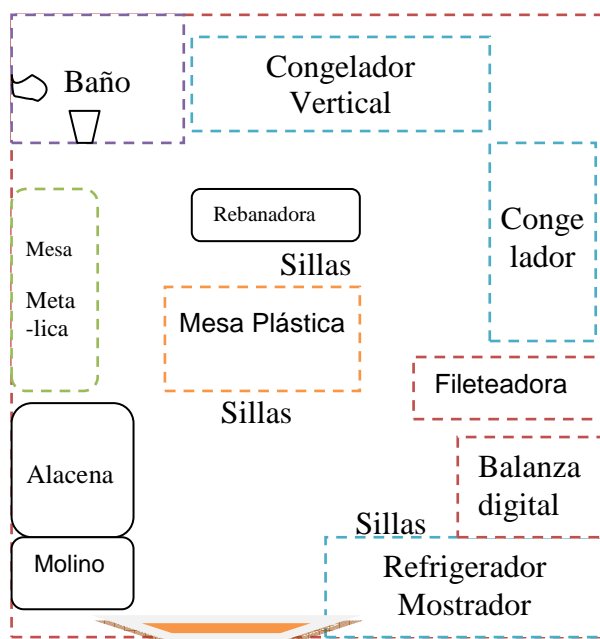 Baño
Congelador
Vertical
Rebanadora
Conge
lador
Mesa
Meta
-lica
Sillas
Mesa Plástica
Fileteadora
Sillas
Alacena
Balanza
digital
Sillas
Molino
Refrigerador
Mostrador